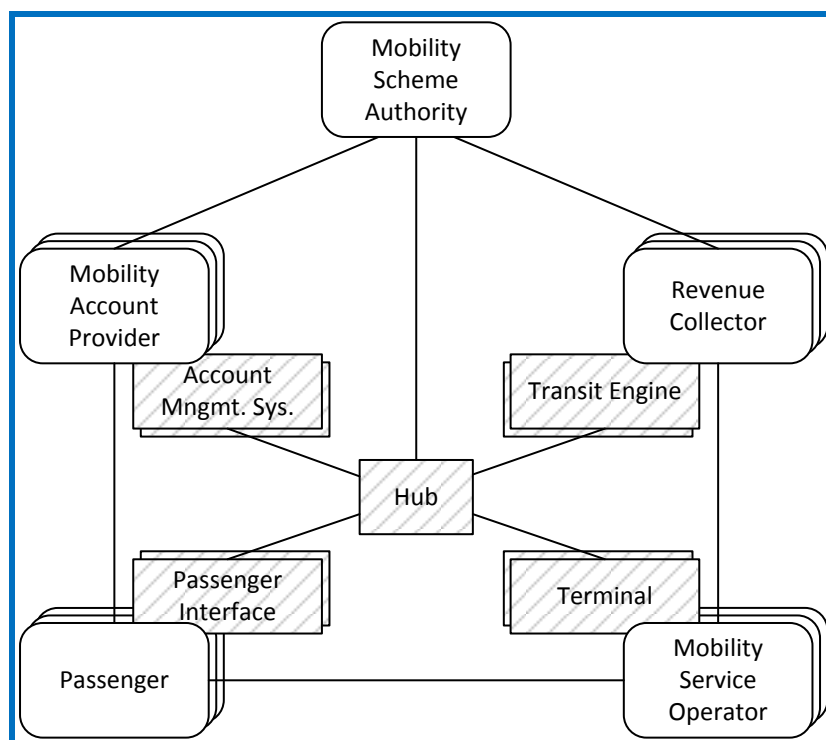 Mobility
Scheme
Authority
Mobility
Account
Provider
Revenue
Collector
Account
Mngmt. Sys.
Transit Engine
Hub
Passenger
Interface
Terminal
Passenger
Mobility
Service
Operator